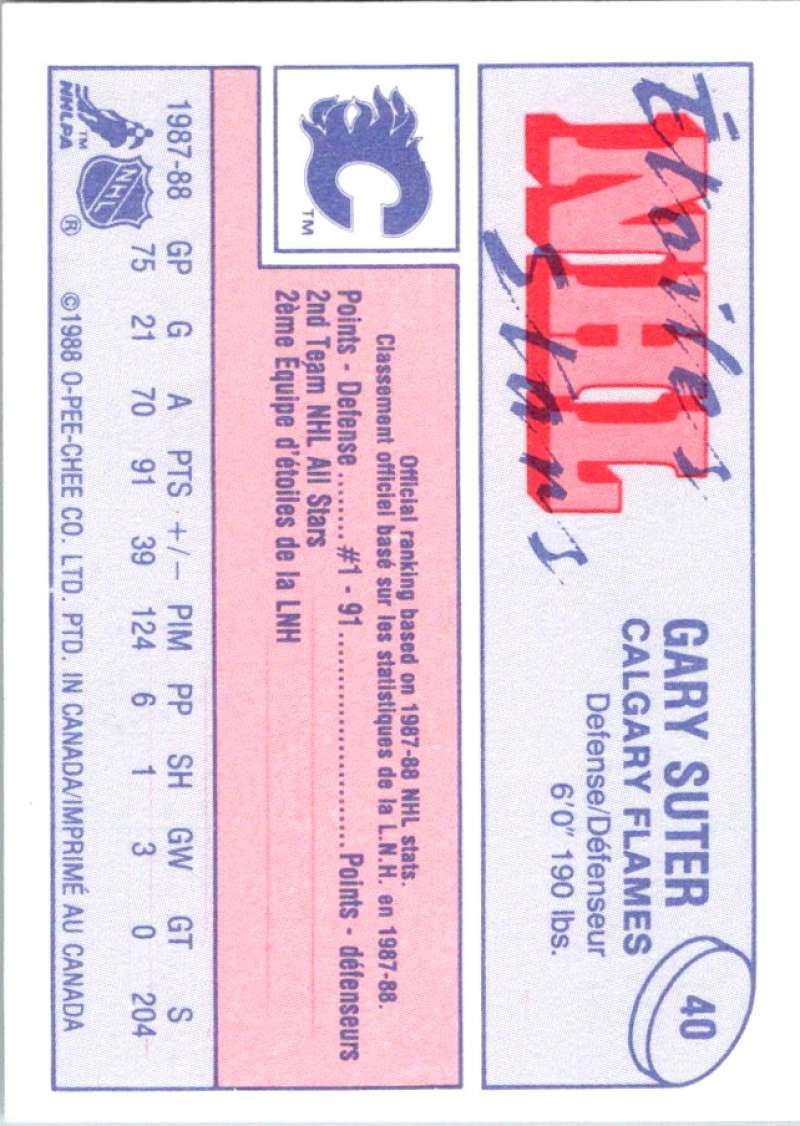 Étoiles
NHL
Stars
GARY SUTER
CALGARY FLAMES
Defense/Défenseur
6'0" 190 lbs.
40
C
TM
Official ranking based on 1987-88 NHL stats.
Classement officiel basé sur les statistiques de la L.N.H. en 1987-88.
Points - Defense ........ #1 - 91 ........................ Points - défenseurs
2nd Team NHL All Stars
2ème Equipe d'étoiles de la LNH
1987-88 GP G A PTS +/- PIM PP SH GW GT S
75 21 70 91 39 124 6 1 3 0 204
TM
NHLPA
NHL
®
©1988 O-PEE-CHEE CO. LTD. PTD. IN CANADA/IMPRIMÉ AU CANADA